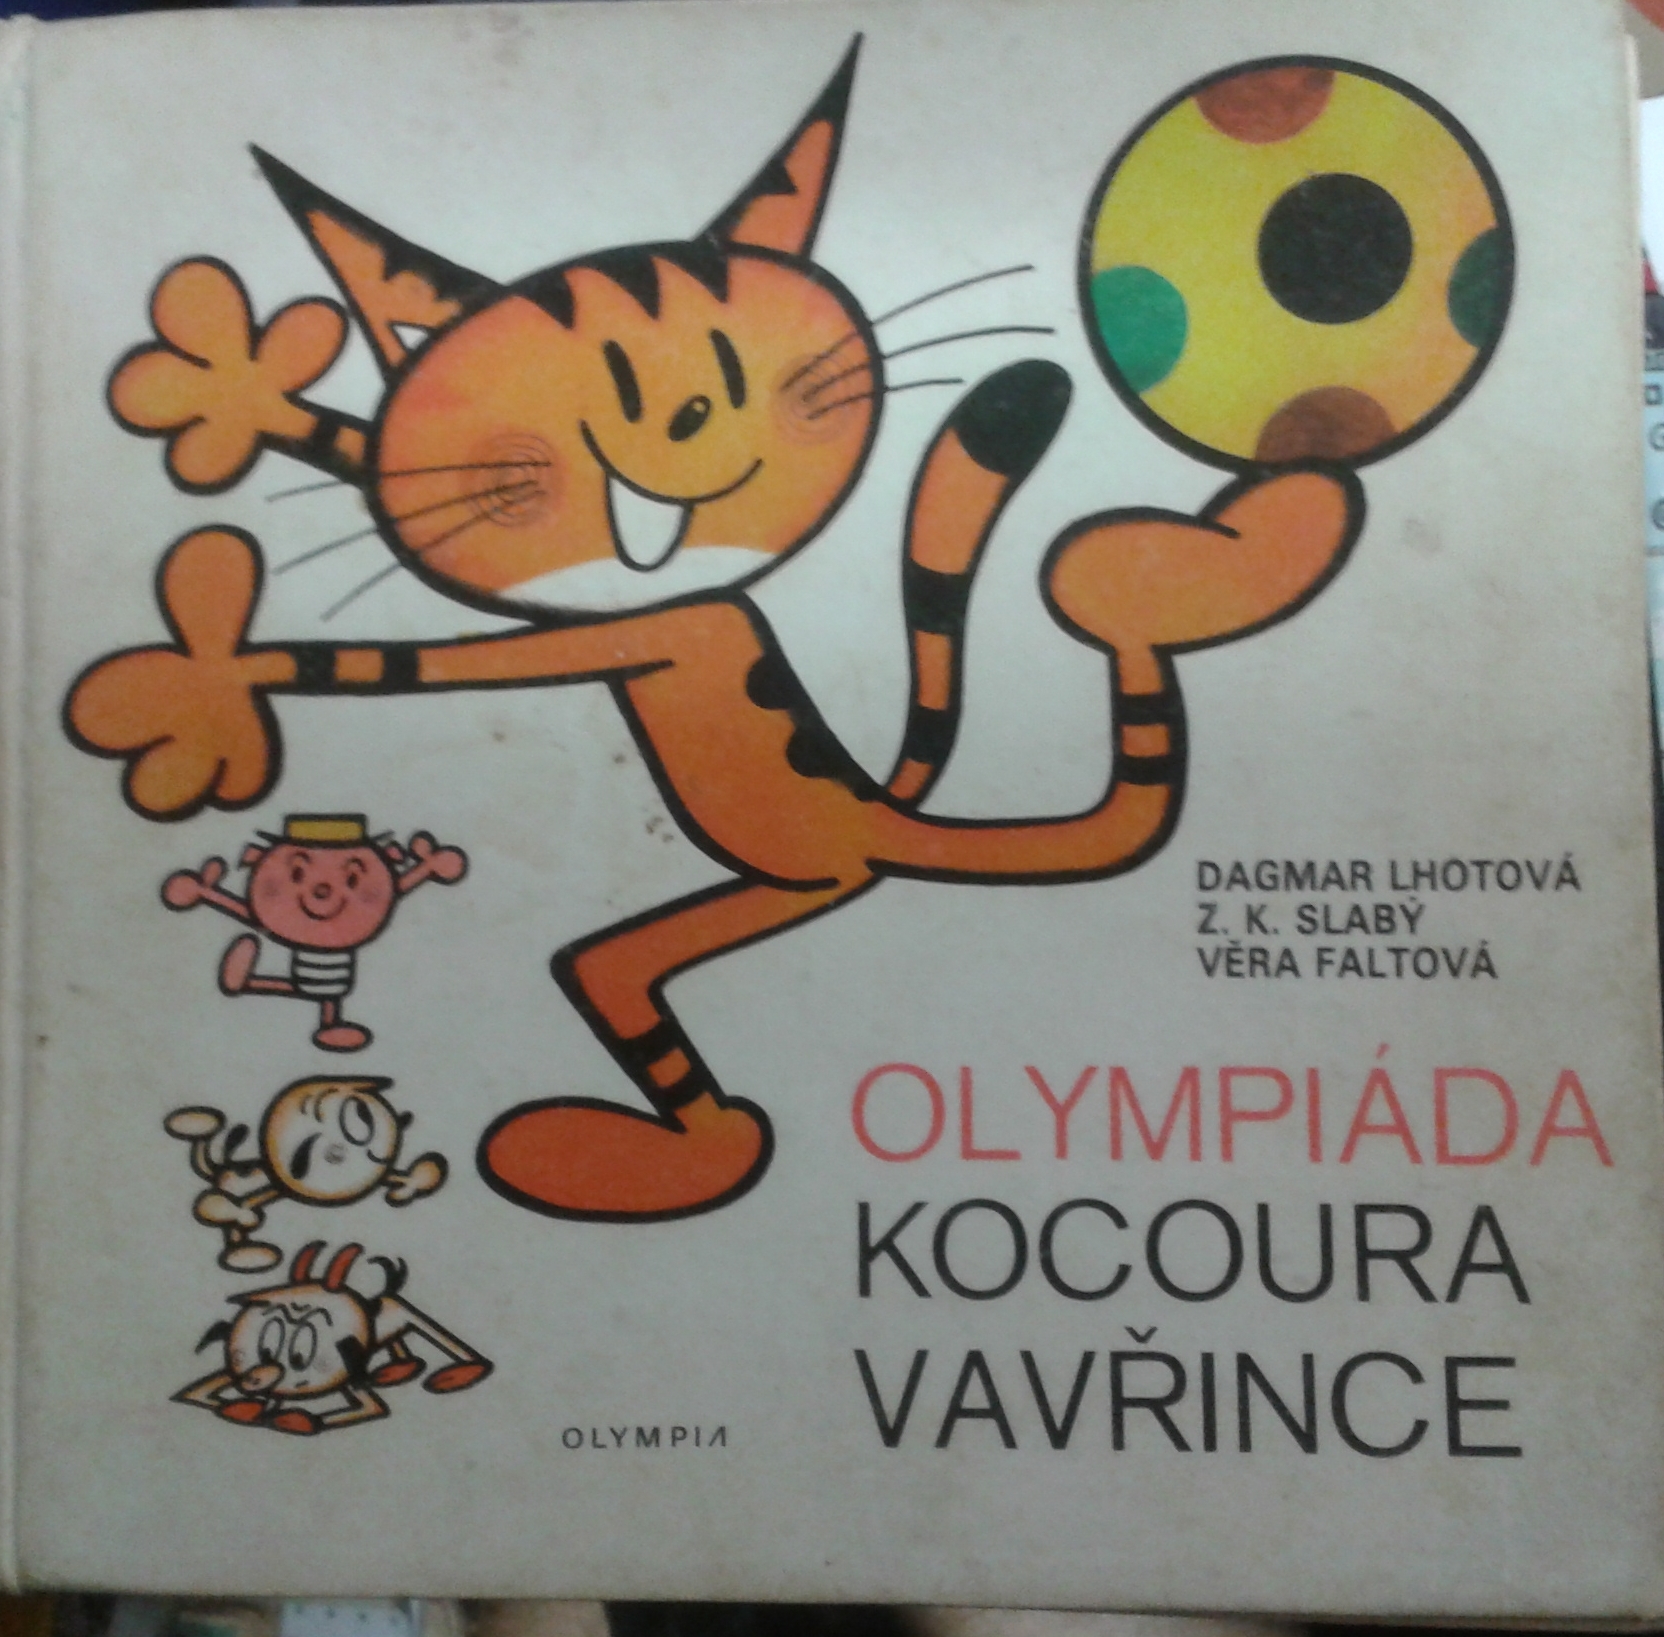 DAGMAR LHOTOVÁ
Z. K. SLABÝ
VĚRA FALTOVÁ
OLYMPIÁDA
KOCOURA
VAVŘINCE
OLYMPIA